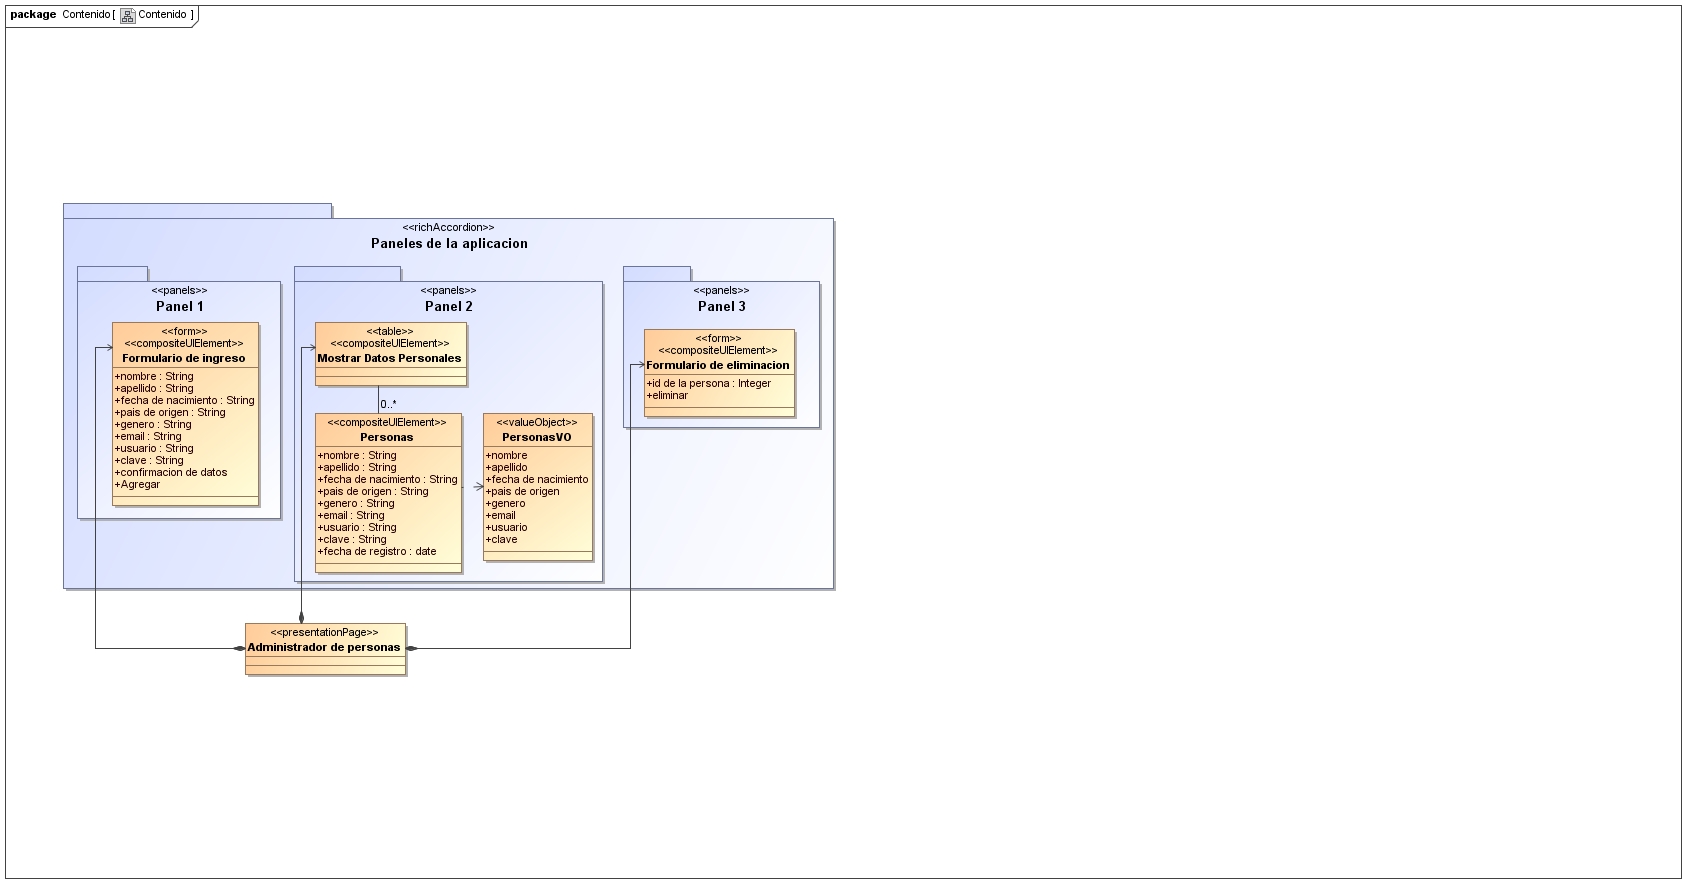 package Contenido[ Contenido ]
<<richAccordion>>
Paneles de la aplicacion
<<panels>>
Panel 1
<<form>>
<<compositeUIElement>>
Formulario de ingreso
+nombre : String
+apellido : String
+fecha de nacimiento : String
+pais de origen : String
+genero : String
+email : String
+usuario : String
+clave : String
+confirmacion de datos
+Agregar
<<panels>>
Panel 2
<<table>>
<<compositeUIElement>>
Mostrar Datos Personales
0..*
<<compositeUIElement>>
Personas
+nombre : String
+apellido : String
+fecha de nacimiento : String
+pais de origen : String
+genero : String
+email : String
+usuario : String
+clave : String
+fecha de registro : date
<<valueObject>>
PersonasVO
+nombre
+apellido
+fecha de nacimiento
+pais de origen
+genero
+email
+usuario
+clave
<<panels>>
Panel 3
<<form>>
<<compositeUIElement>>
Formulario de eliminacion
+id de la persona : Integer
+eliminar
<<presentationPage>>
Administrador de personas